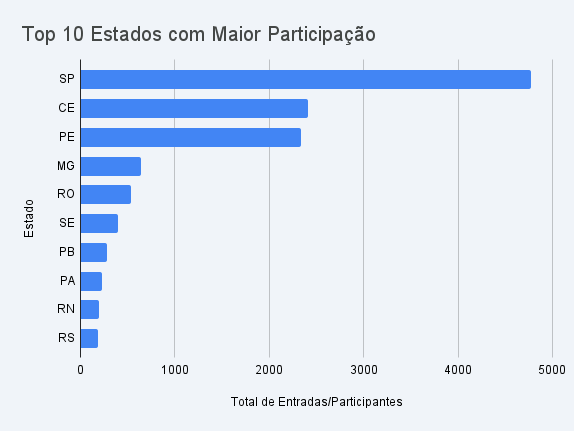 Top 10 Estados com Maior Participação
Estado
SP
CE
PE
MG
RO
SE
PB
PA
RN
RS
0 1000 2000 3000 4000 5000
Total de Entradas/Participantes